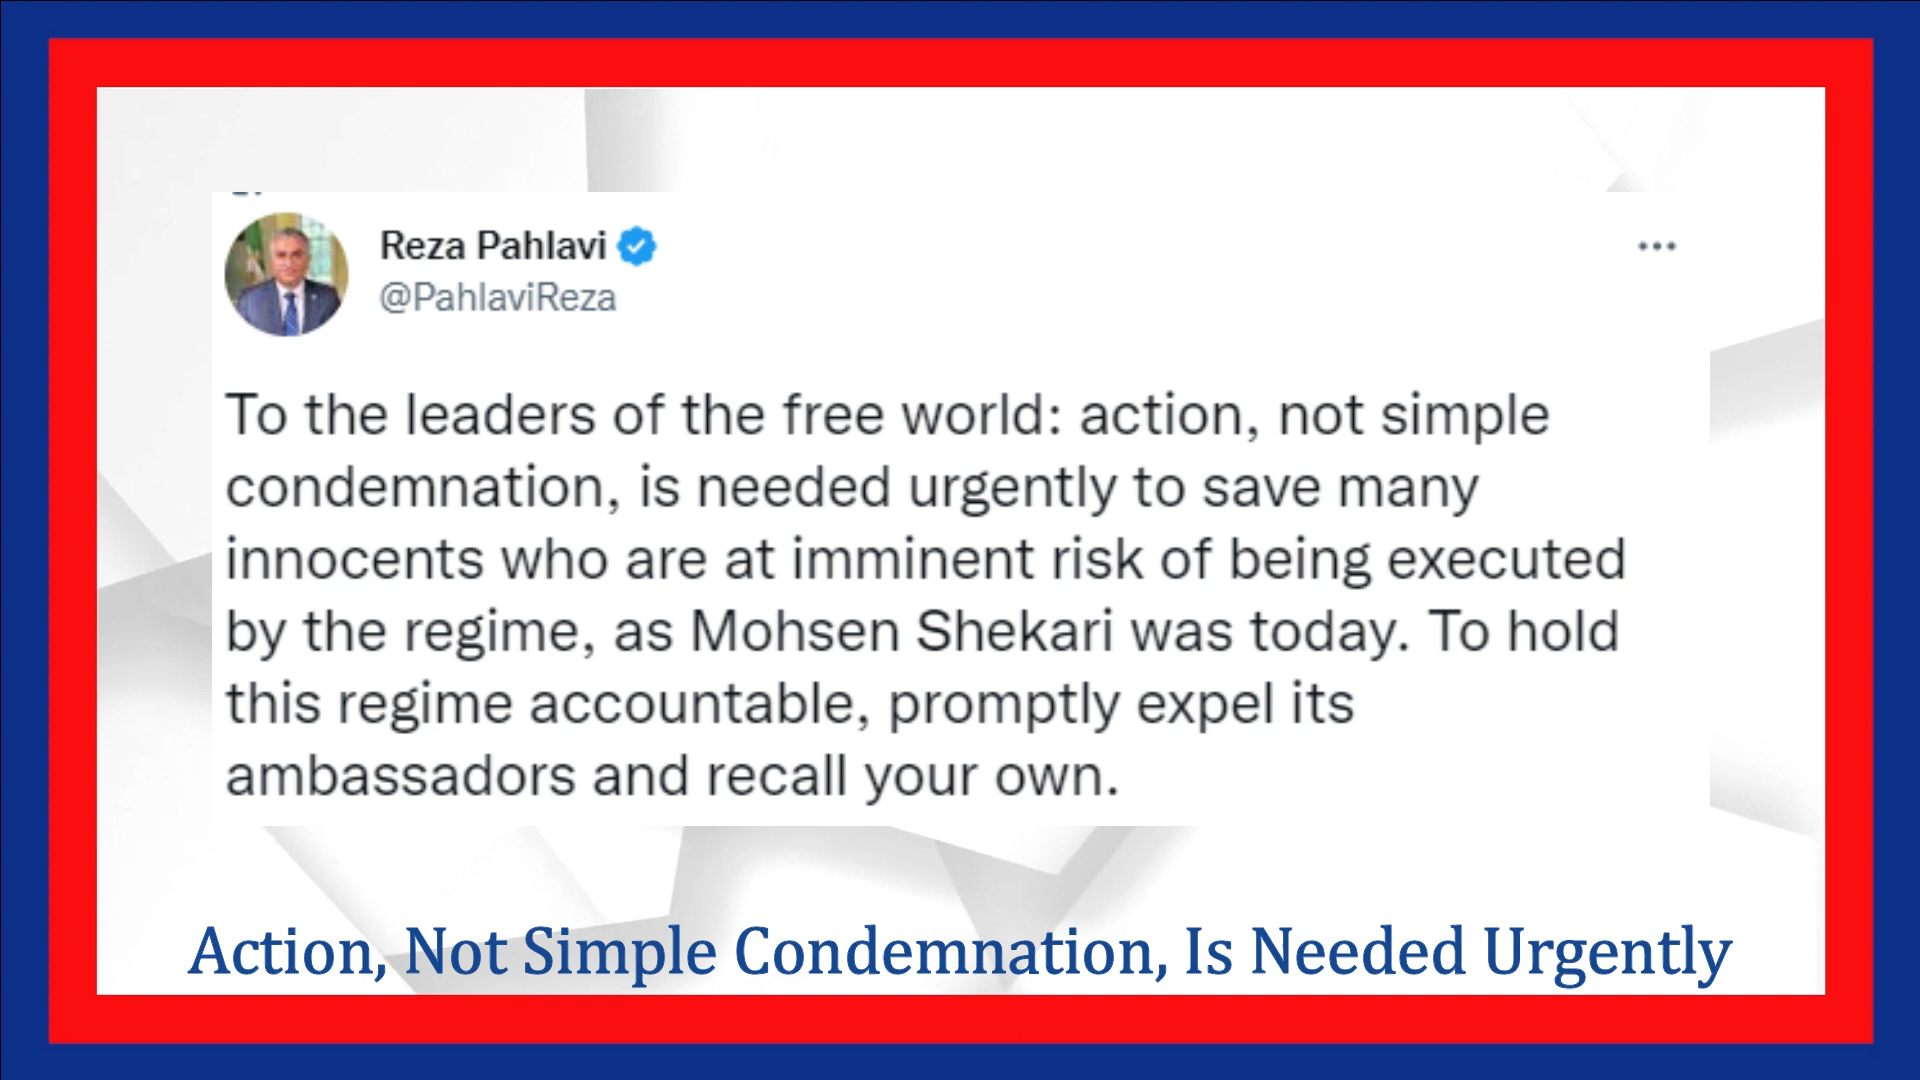 Reza Pahlavi
@PahlaviReza
To the leaders of the free world: action, not simple
condemnation, is needed urgently to save many
innocents who are at imminent risk of being executed
by the regime, as Mohsen Shekari was today. To hold
this regime accountable, promptly expel its
ambassadors and recall your own.
Action, Not Simple Condemnation, Is Needed Urgently